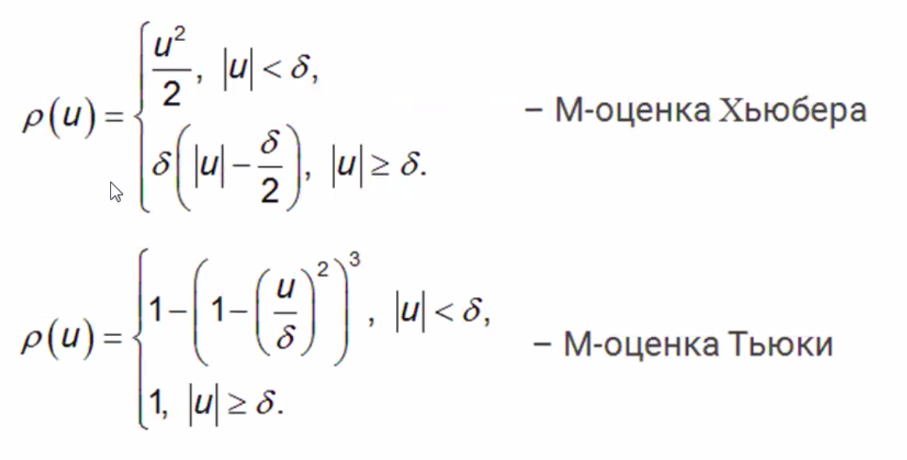 ρ(u) = { u²/2, |u| < δ,
δ(|u| − δ/2), |u| ≥ δ.
– М-оценка Хьюбера
ρ(u) = { 1 − (1 − (u/δ)²)³, |u| < δ,
1, |u| ≥ δ.
– М-оценка Тьюки